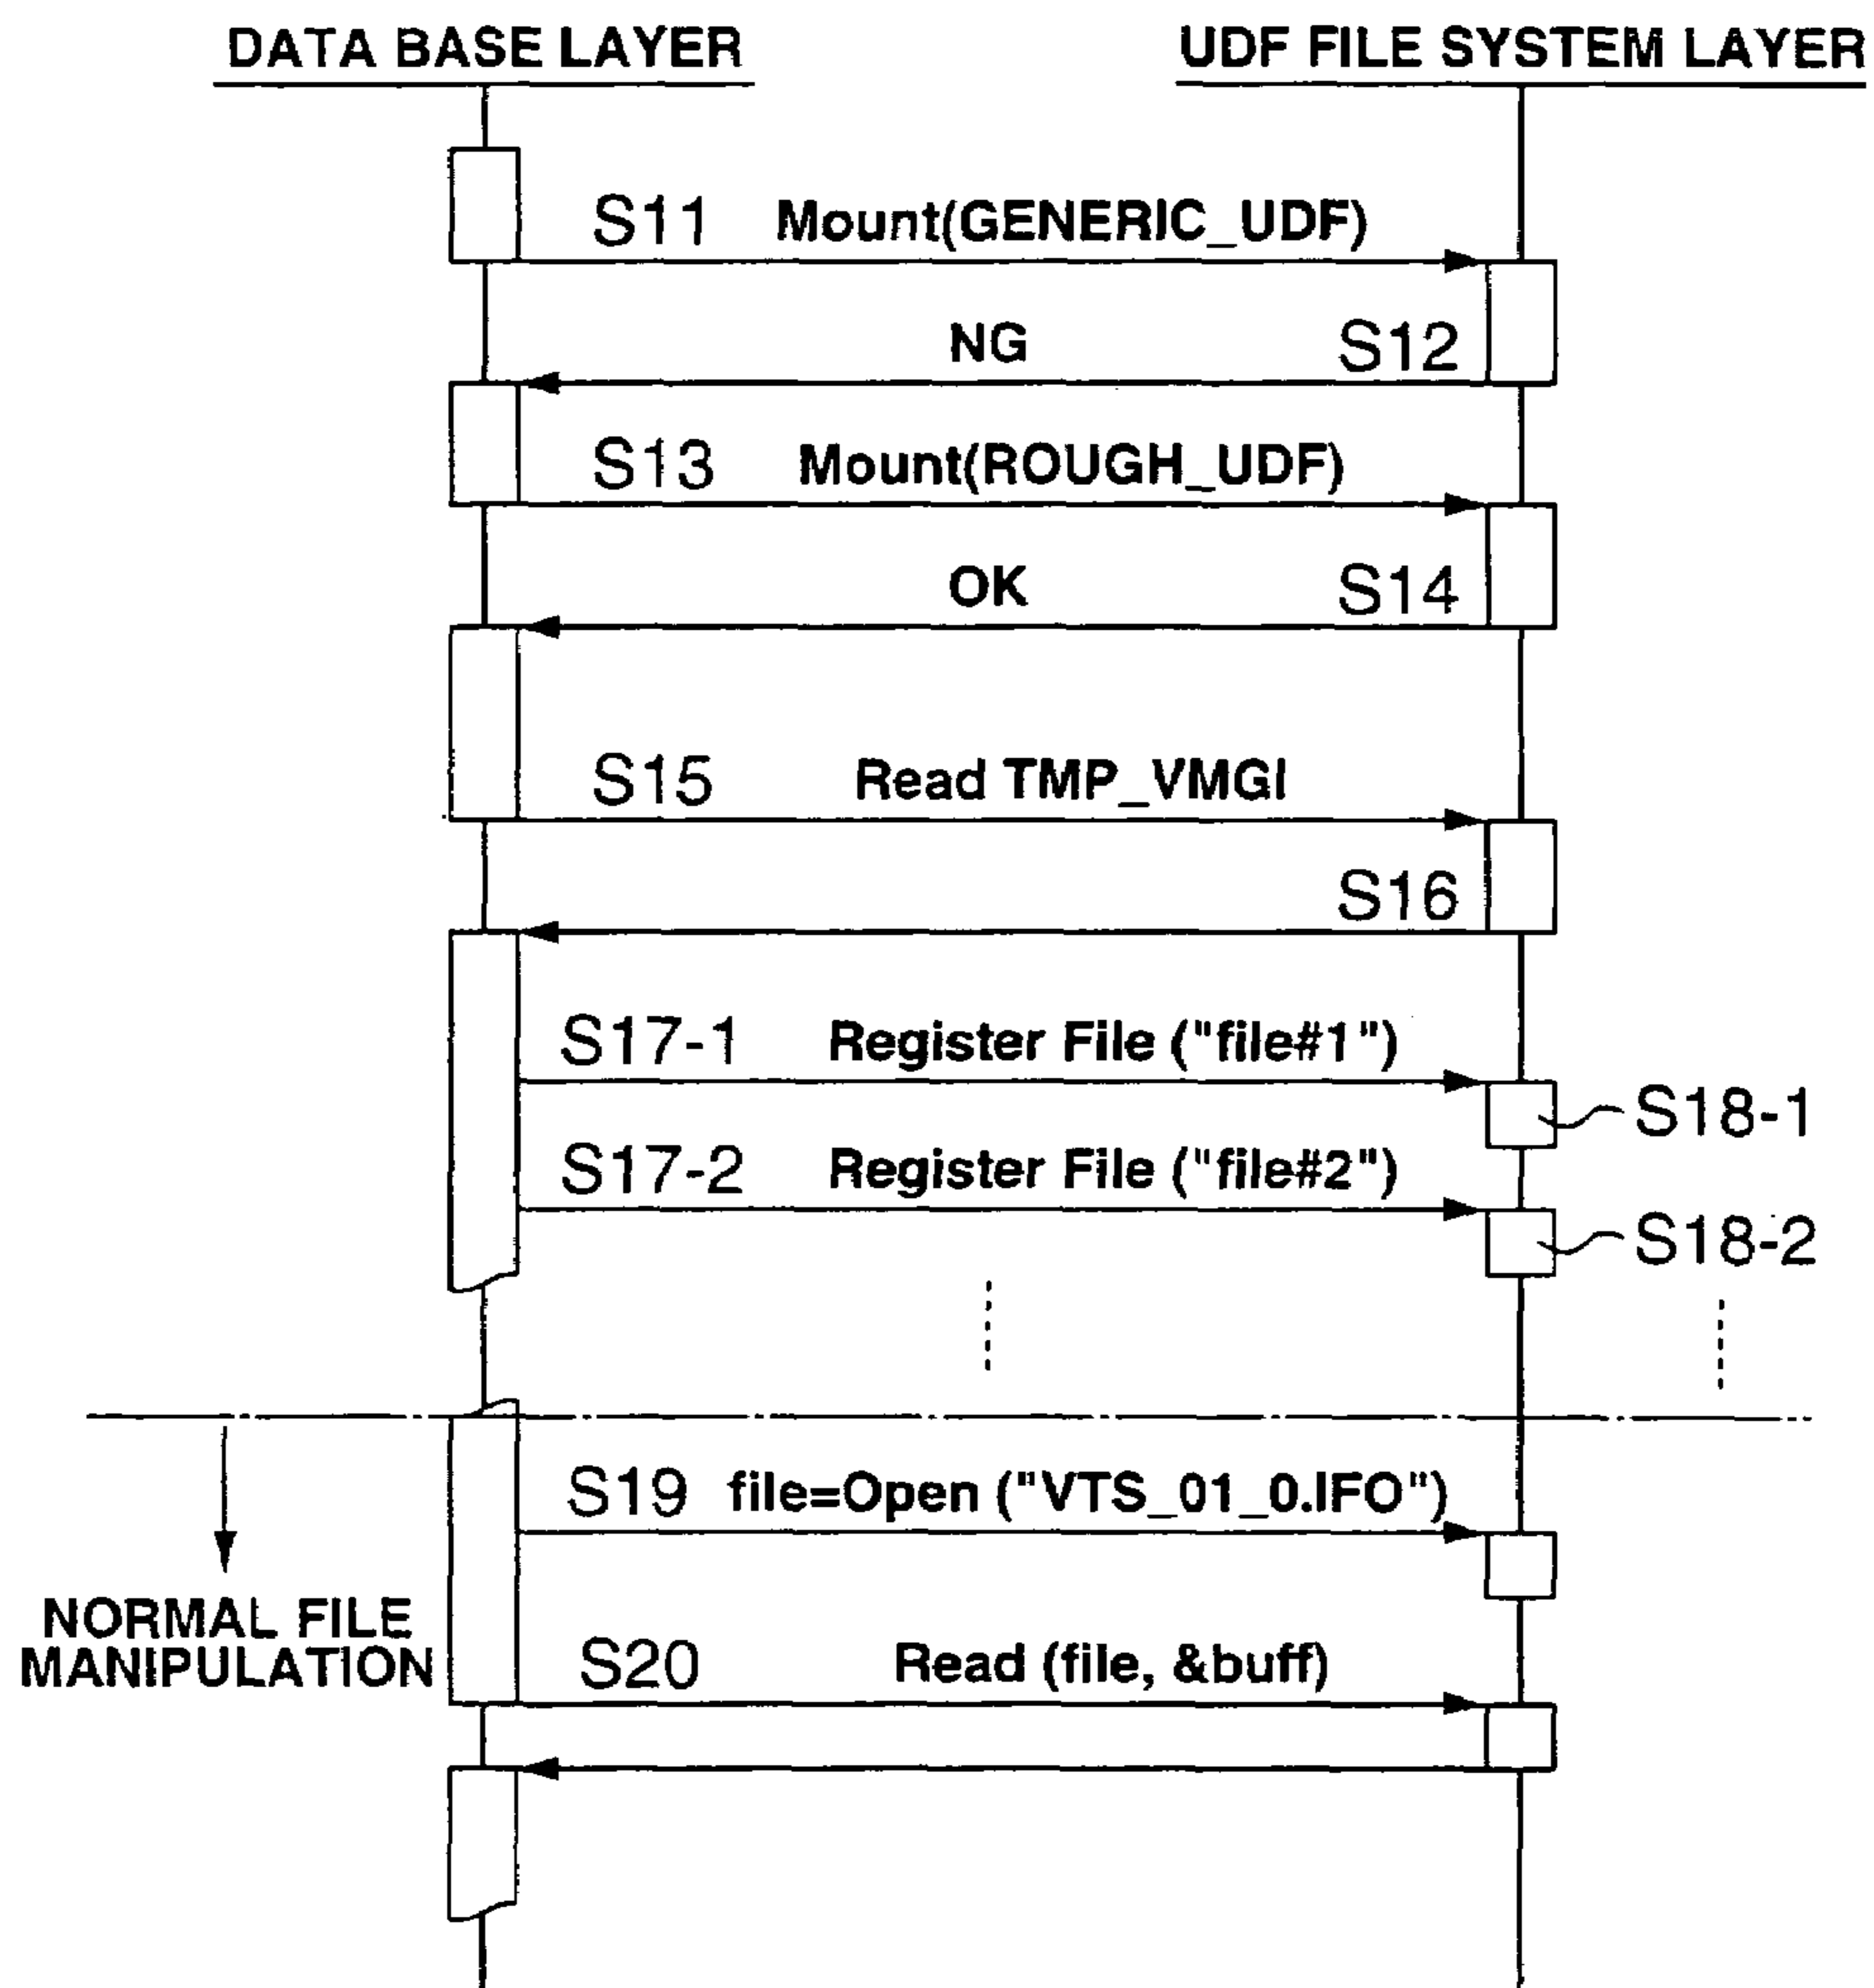 DATA BASE LAYER
UDF FILE SYSTEM LAYER
S11 Mount(GENERIC_UDF)
NG S12
S13 Mount(ROUGH_UDF)
OK S14
S15 Read TMP_VMGI
S16
S17-1 Register File ("file#1")
S18-1
S17-2 Register File ("file#2")
S18-2
S19 file=Open ("VTS_01_0.IFO")
NORMAL FILE
MANIPULATION
S20 Read (file, &buff)